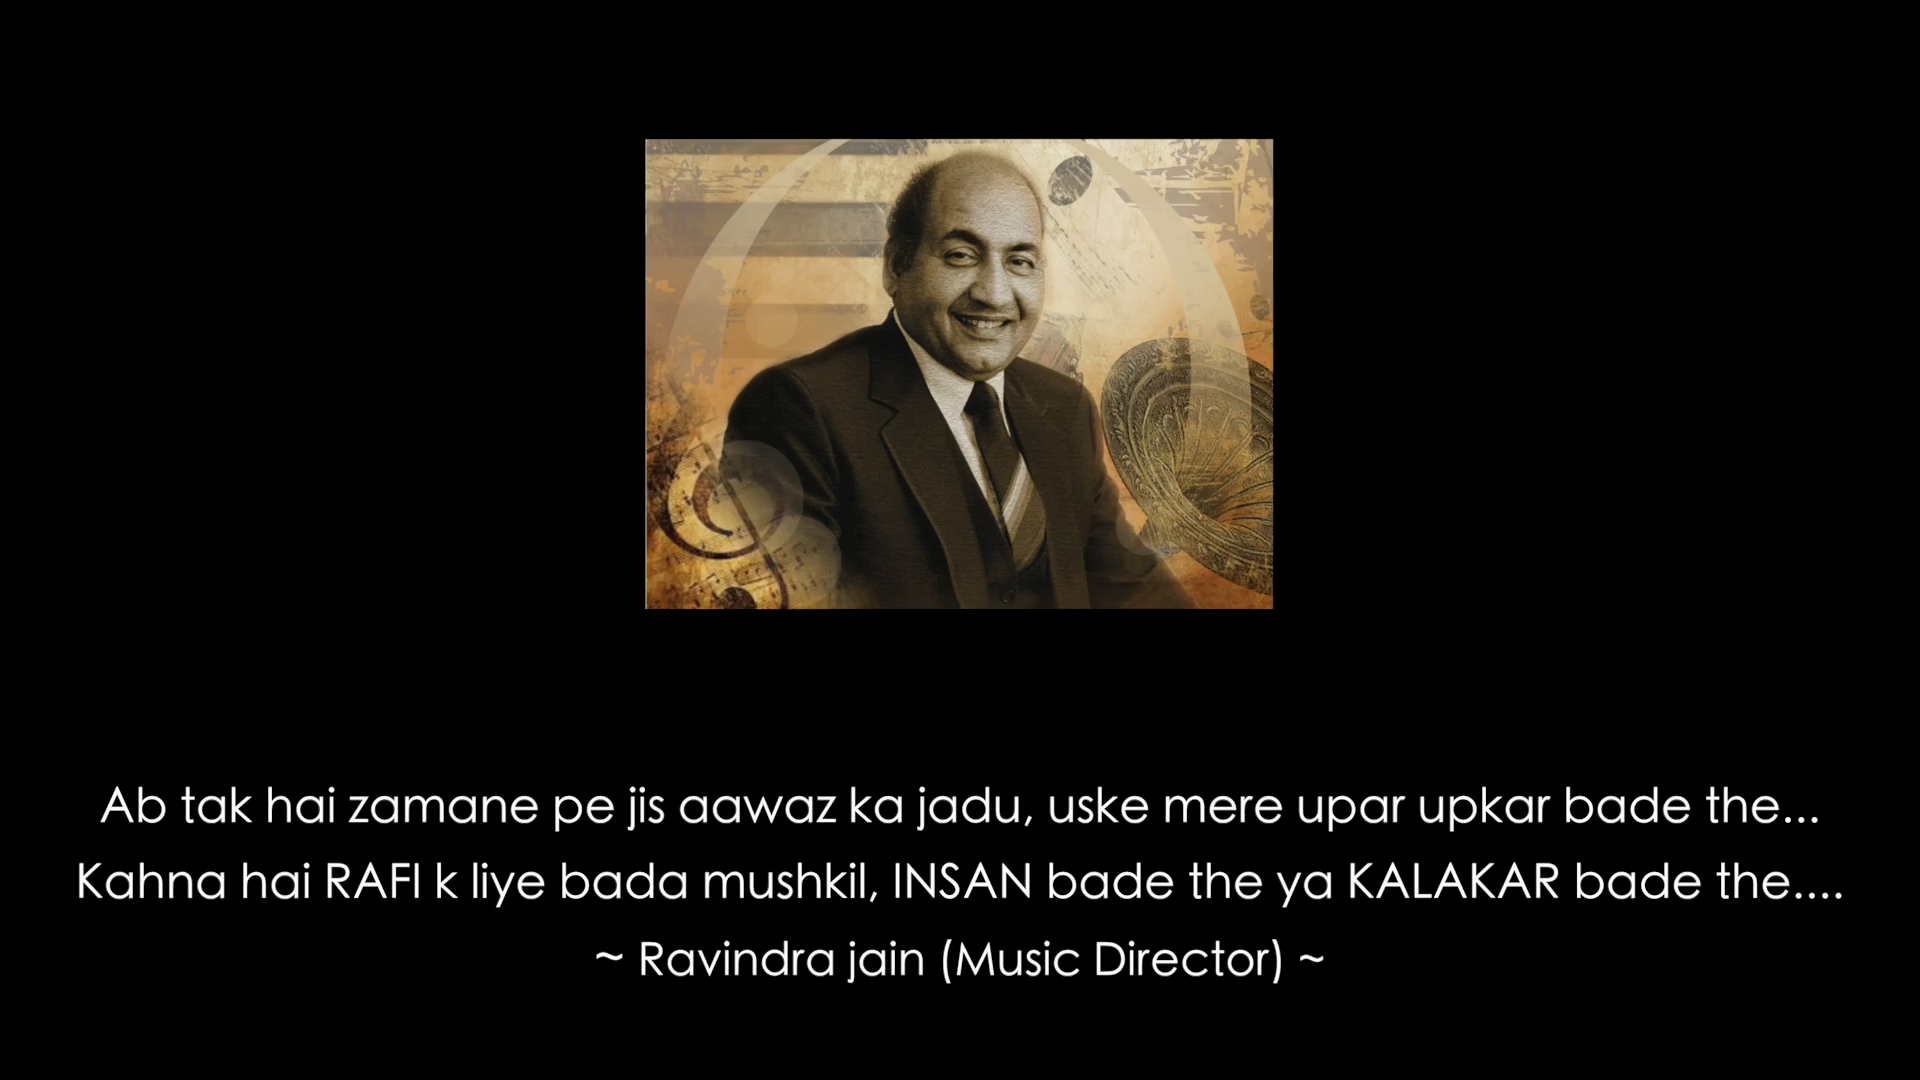 Ab tak hai zamane pe jis aawaz ka jadu, uske mere upar upkar bade the...
Kahna hai RAFI k liye bada mushkil, INSAN bade the ya KALAKAR bade the....
~ Ravindra jain (Music Director) ~